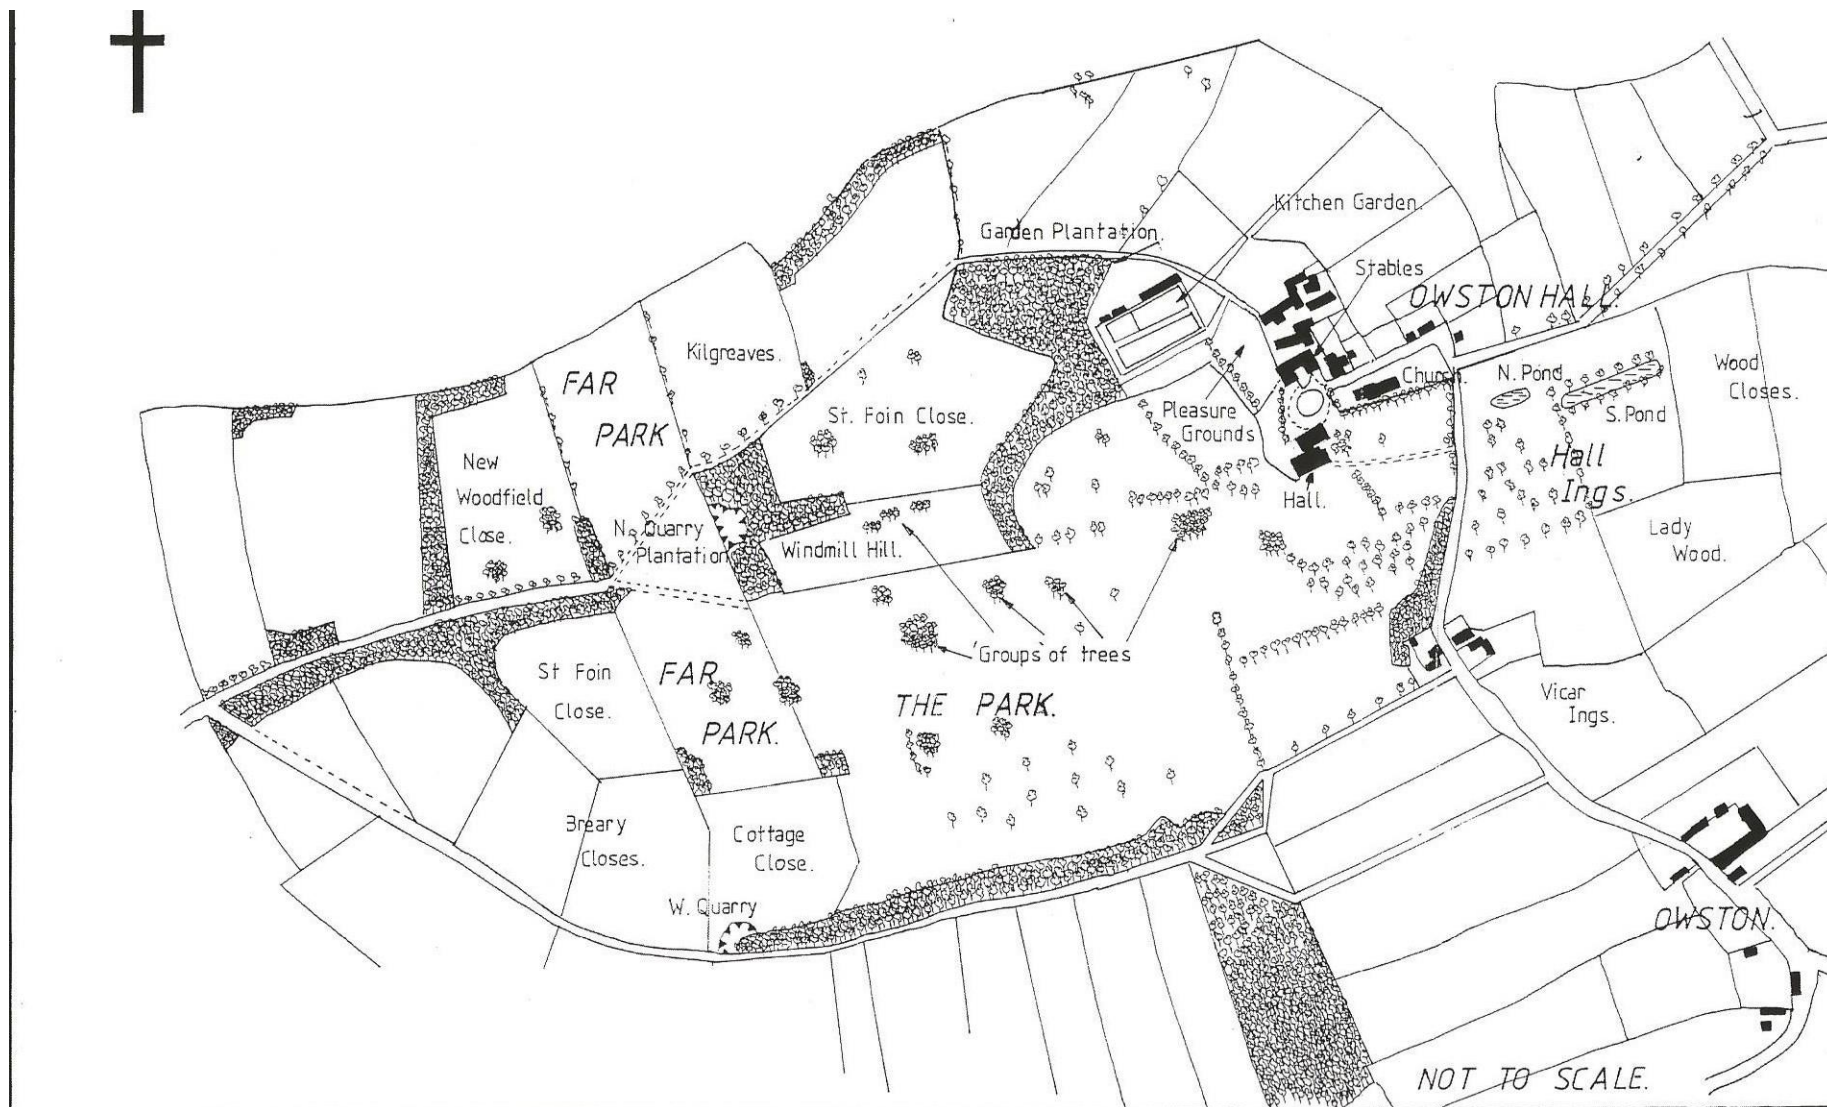 Kitchen Garden.
Garden Plantation.
Stables
OWSTON HALL.
Kilgreaves.
FAR
PARK
St. Foin Close.
Pleasure
Grounds
Church.
N. Pond
S. Pond
Wood
Closes.
Hall
Ings.
Hall.
New
Woodfield
Close.
N. Quarry
Plantation
Windmill Hill.
Lady
Wood.
'Groups' of trees
St Foin
Close.
FAR
PARK.
THE PARK.
Vicar
Ings.
Breary
Closes.
Cottage
Close.
W. Quarry
OWSTON.
NOT TO SCALE.